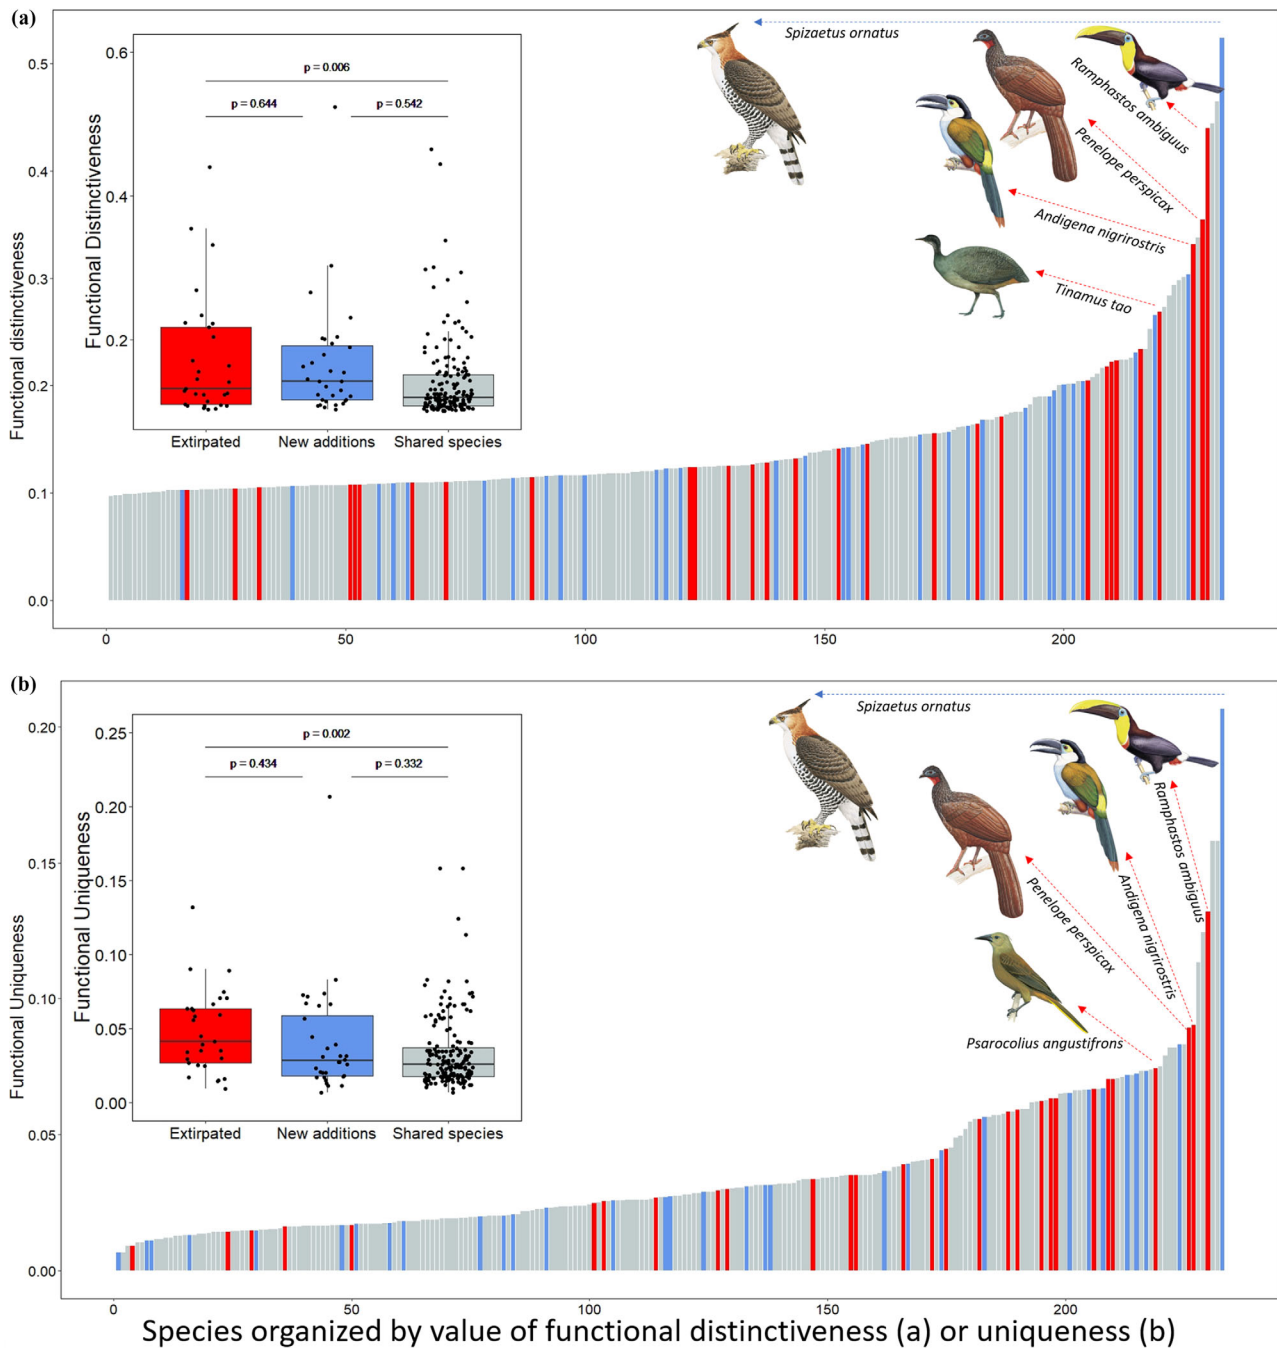 (a)
Functional distinctiveness
0.5
0.4
0.3
0.2
0.1
0.0
0
50
100
150
200
Functional Distinctiveness
0.6
0.4
0.2
p = 0.006
p = 0.644
p = 0.542
Extirpated
New additions
Shared species
Spizaetus ornatus
Ramphastos ambiguus
Penelope perspicax
Andigena nigrirostris
Tinamus tao
(b)
Functional Uniqueness
0.20
0.15
0.10
0.05
0.00
0
50
100
150
200
Functional Uniqueness
0.25
0.20
0.15
0.10
0.05
0.00
p = 0.002
p = 0.434
p = 0.332
Extirpated
New additions
Shared species
Spizaetus ornatus
Ramphastos ambiguus
Andigena nigrirostris
Penelope perspicax
Psarocolius angustifrons
Species organized by value of functional distinctiveness (a) or uniqueness (b)